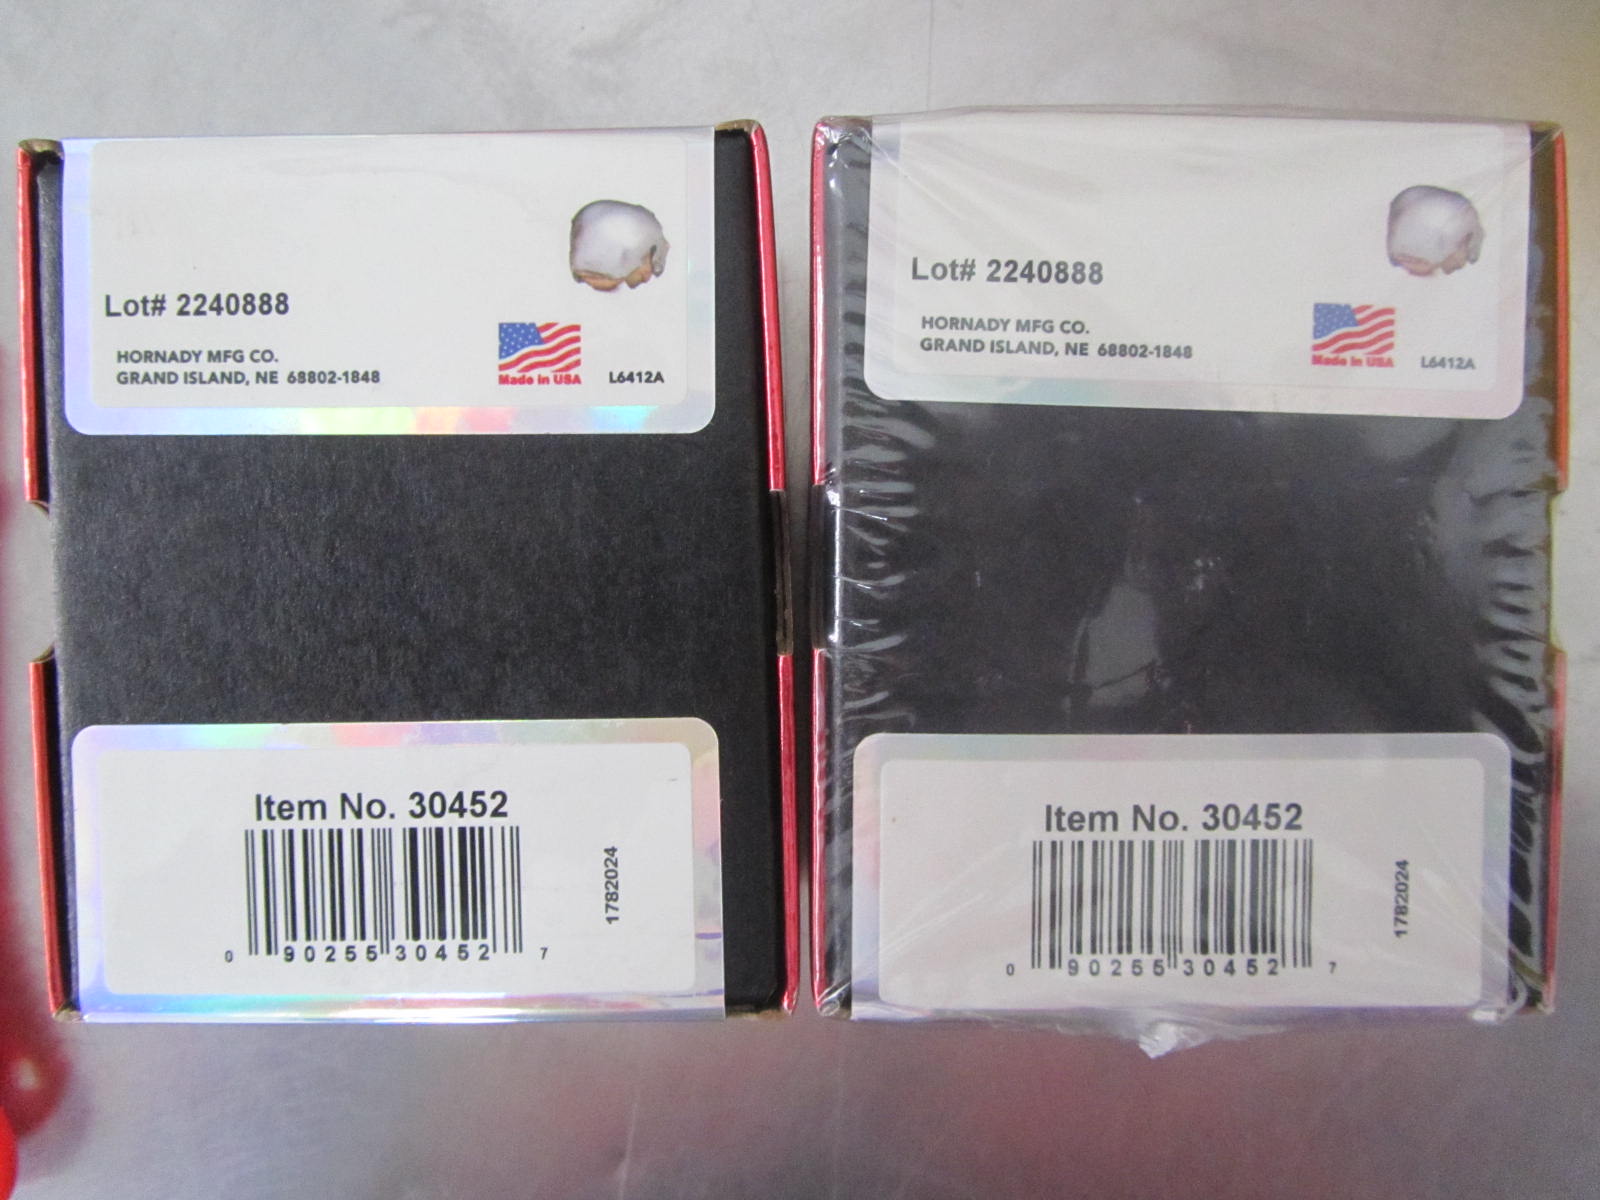 Lot# 2240888
HORNADY MFG CO.
GRAND ISLAND, NE 68802-1848
Made in USA
L6412A
Item No. 30452
1782024
0 90255 30452 7
Lot# 2240888
HORNADY MFG CO.
GRAND ISLAND, NE 68802-1848
Made in USA
L6412A
Item No. 30452
1782024
0 90255 30452 7